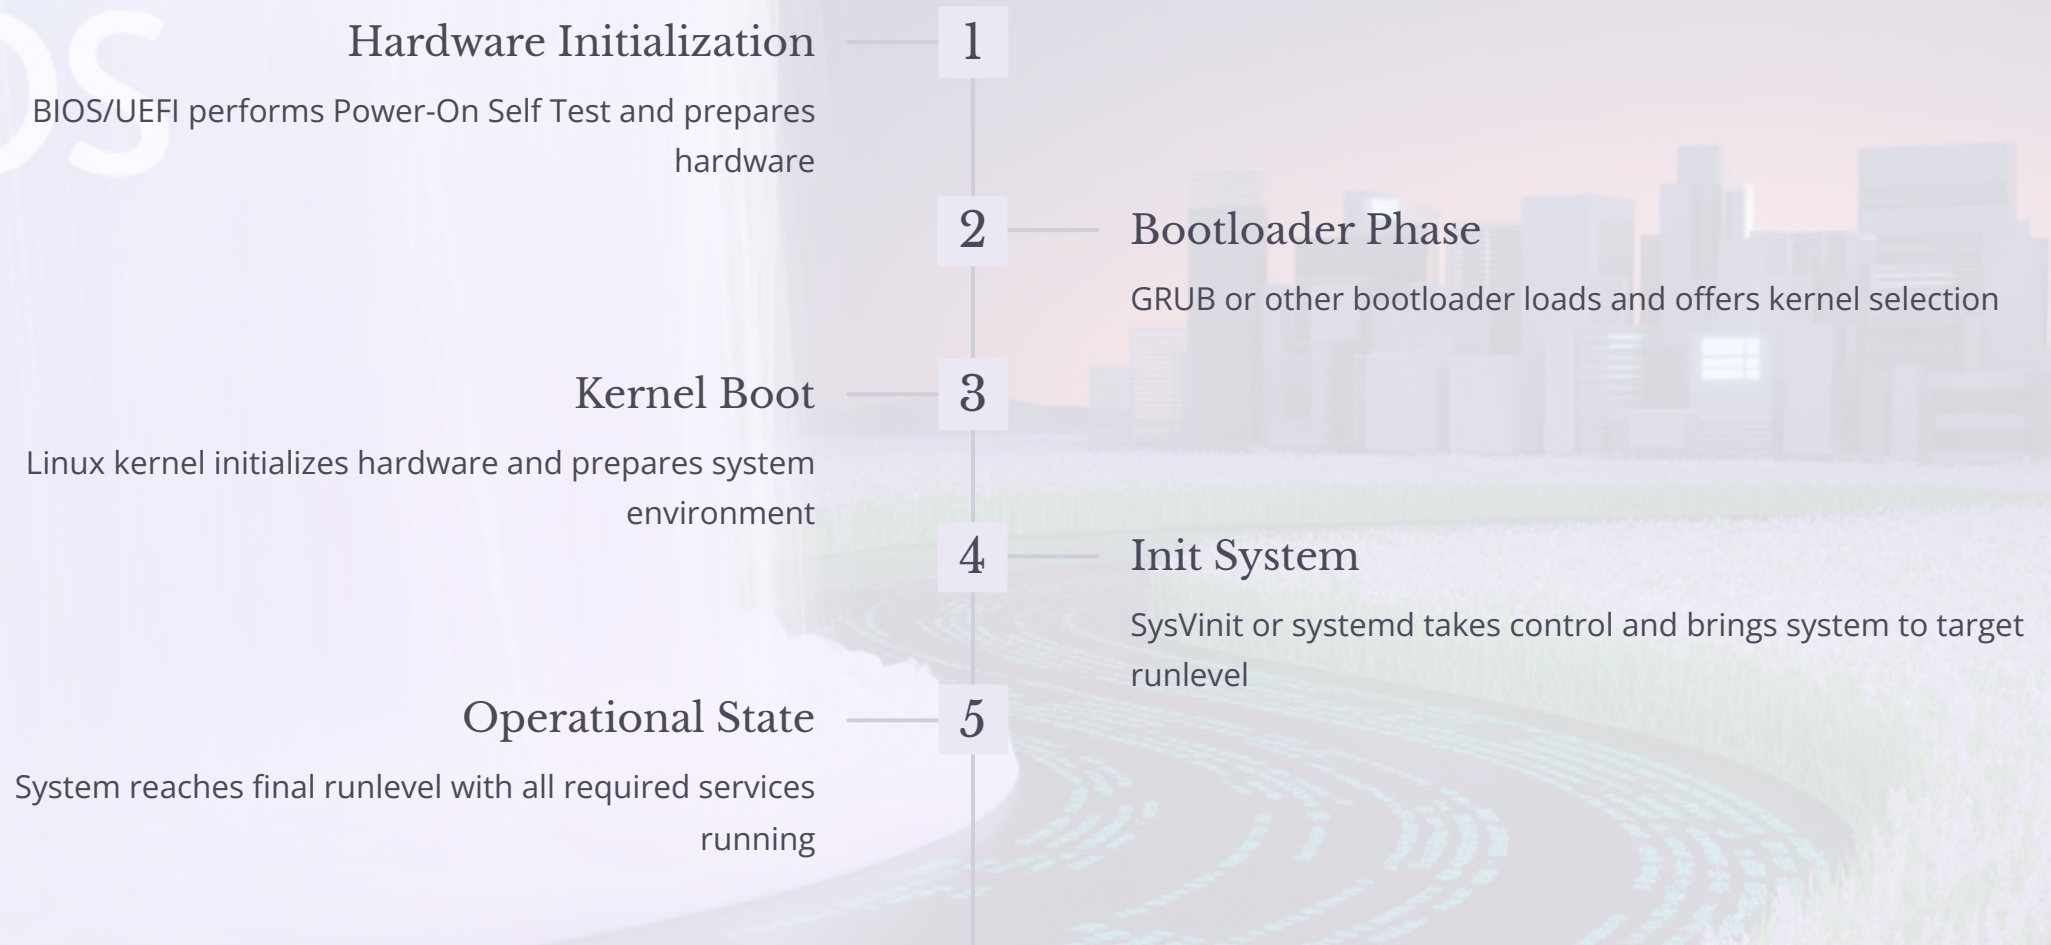 OS
Hardware Initialization
1
BIOS/UEFI performs Power-On Self Test and prepares
hardware
2
Bootloader Phase
GRUB or other bootloader loads and offers kernel selection
Kernel Boot
3
Linux kernel initializes hardware and prepares system
environment
4
Init System
SysVinit or systemd takes control and brings system to target
runlevel
Operational State
5
System reaches final runlevel with all required services
running